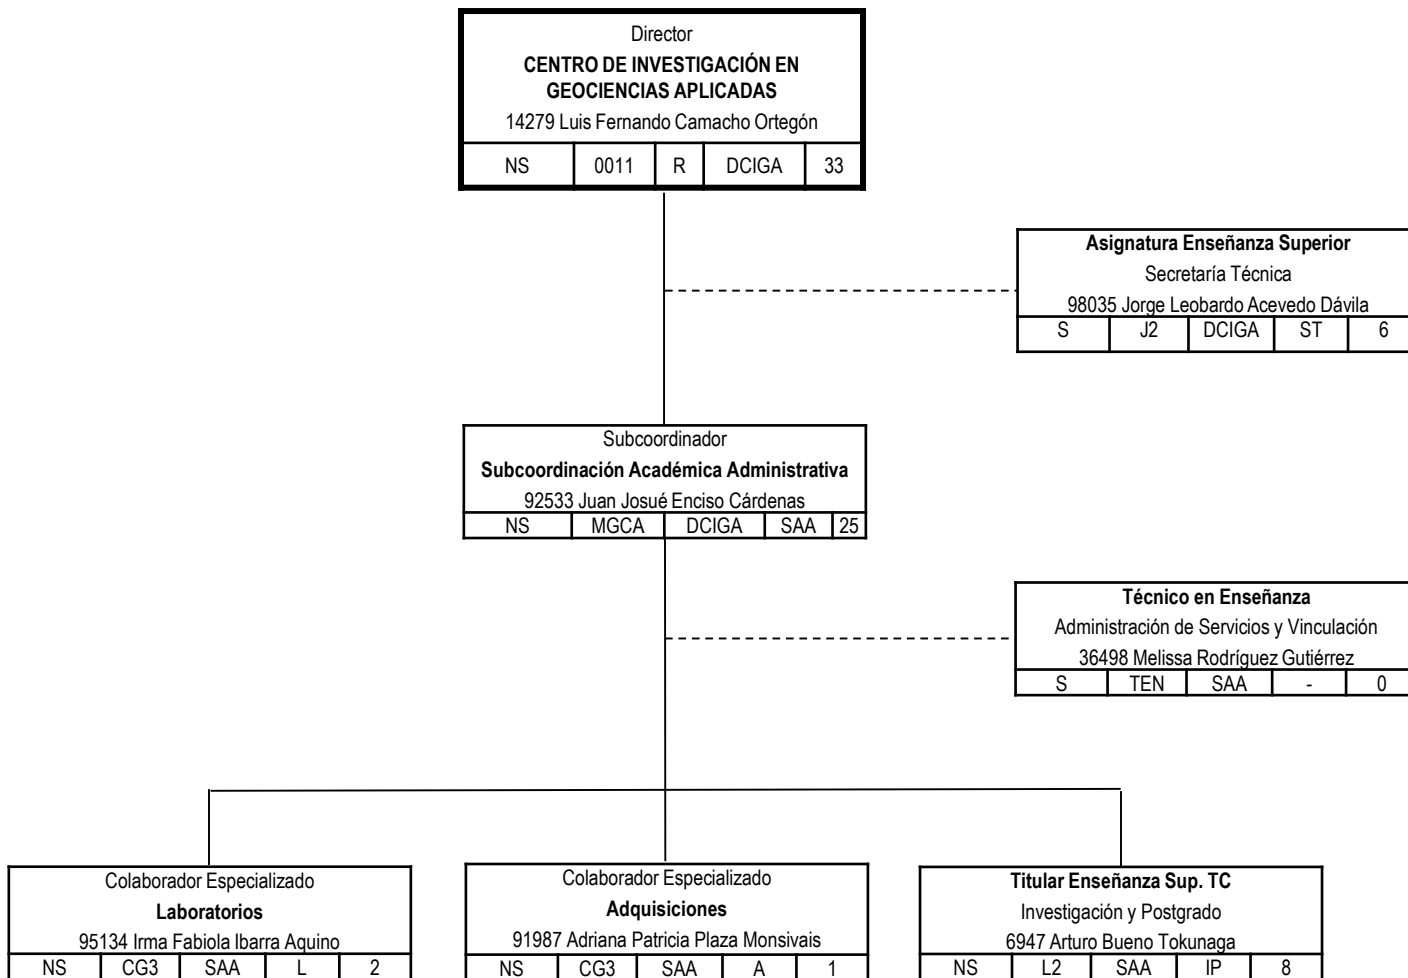 Director
CENTRO DE INVESTIGACIÓN EN
GEOCIENCIAS APLICADAS
14279 Luis Fernando Camacho Ortegón
NS 0011 R DCIGA 33
Asignatura Enseñanza Superior
Secretaría Técnica
98035 Jorge Leobardo Acevedo Dávila
S J2 DCIGA ST 6
Subcoordinador
Subcoordinación Académica Administrativa
92533 Juan Josué Enciso Cárdenas
NS MGCA DCIGA SAA 25
Técnico en Enseñanza
Administración de Servicios y Vinculación
36498 Melissa Rodríguez Gutiérrez
S TEN SAA - 0
Colaborador Especializado
Laboratorios
95134 Irma Fabiola Ibarra Aquino
NS CG3 SAA L 2
Colaborador Especializado
Adquisiciones
91987 Adriana Patricia Plaza Monsivais
NS CG3 SAA A 1
Titular Enseñanza Sup. TC
Investigación y Postgrado
6947 Arturo Bueno Tokunaga
NS L2 SAA IP 8